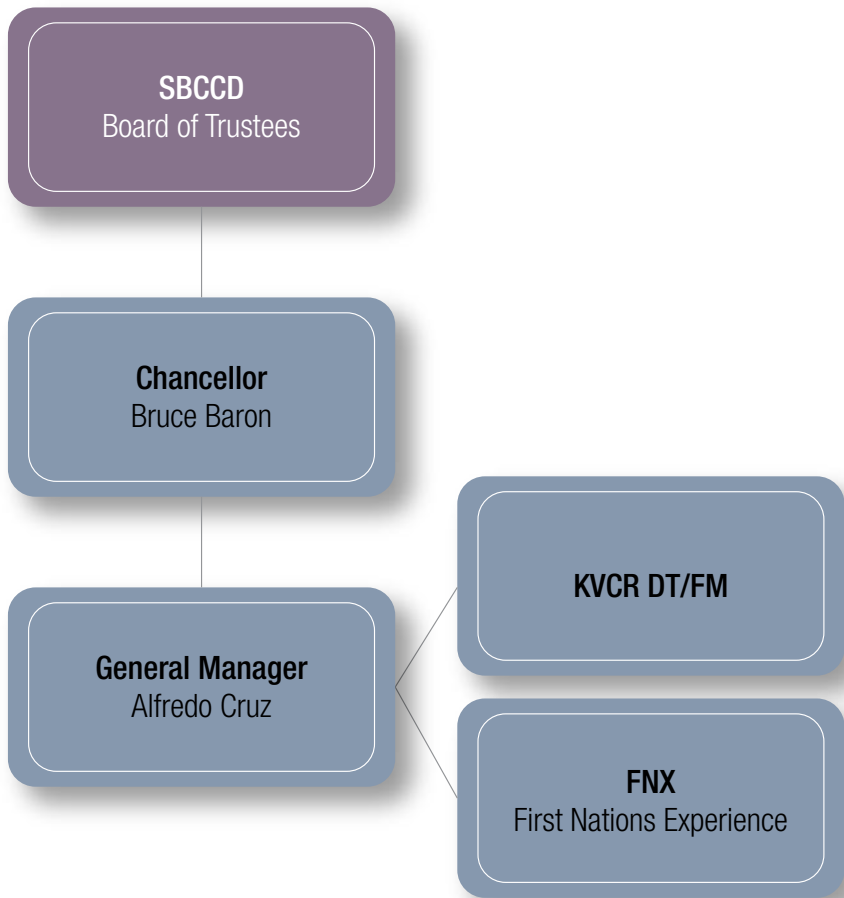 SBCCD
Board of Trustees
Chancellor
Bruce Baron
General Manager
Alfredo Cruz
KVCR DT/FM
FNX
First Nations Experience